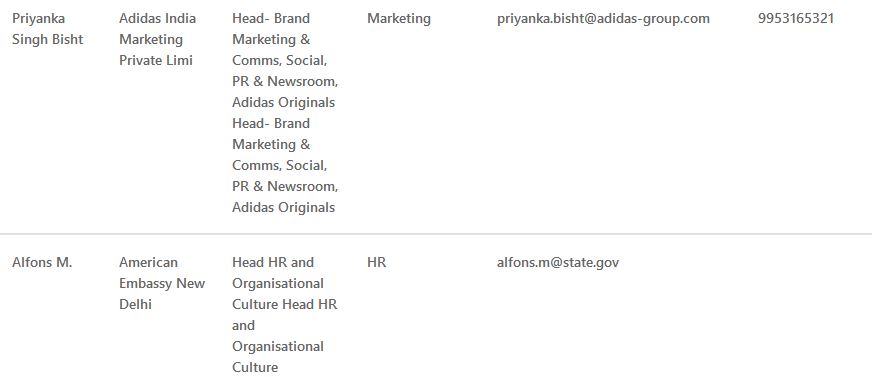 Priyanka
Singh Bisht
Adidas India
Marketing
Private Limi
Head- Brand
Marketing &
Comms, Social,
PR & Newsroom,
Adidas Originals
Head- Brand
Marketing &
Comms, Social,
PR & Newsroom,
Adidas Originals
Marketing
priyanka.bisht@adidas-group.com
9953165321
Alfons M.
American
Embassy New
Delhi
Head HR and
Organisational
Culture Head HR
and
Organisational
Culture
HR
alfons.m@state.gov